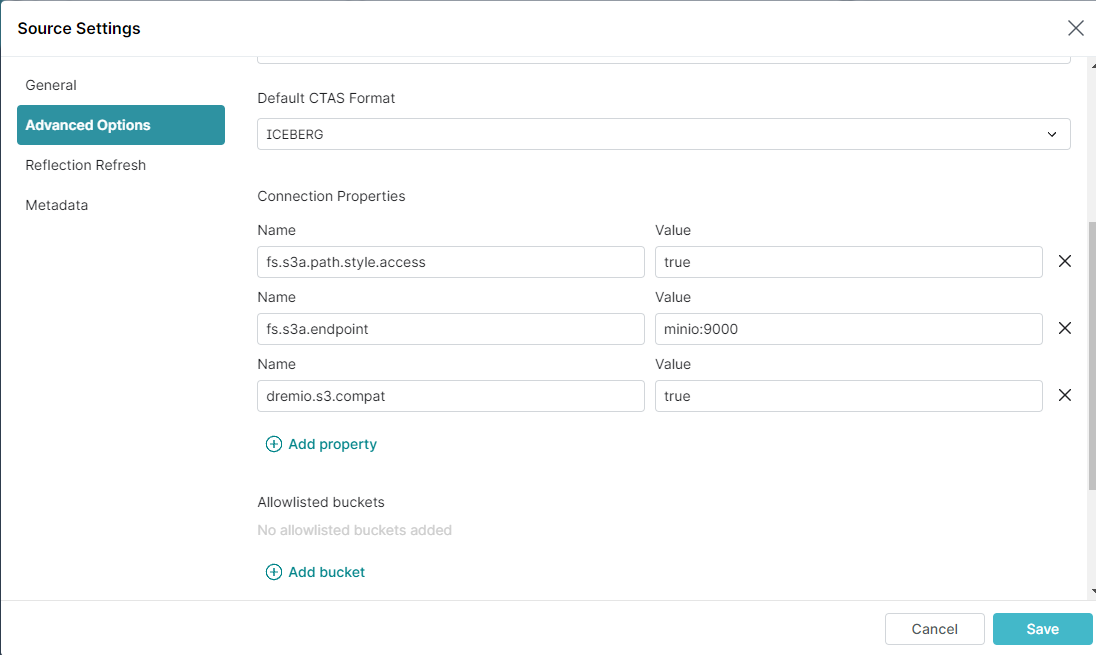 Source Settings
General
Advanced Options
Reflection Refresh
Metadata
Default CTAS Format
ICEBERG
Connection Properties
Name Value
fs.s3a.path.style.access true
Name Value
fs.s3a.endpoint minio:9000
Name Value
dremio.s3.compat true
Add property
Allowlisted buckets
No allowlisted buckets added
Add bucket
Cancel Save